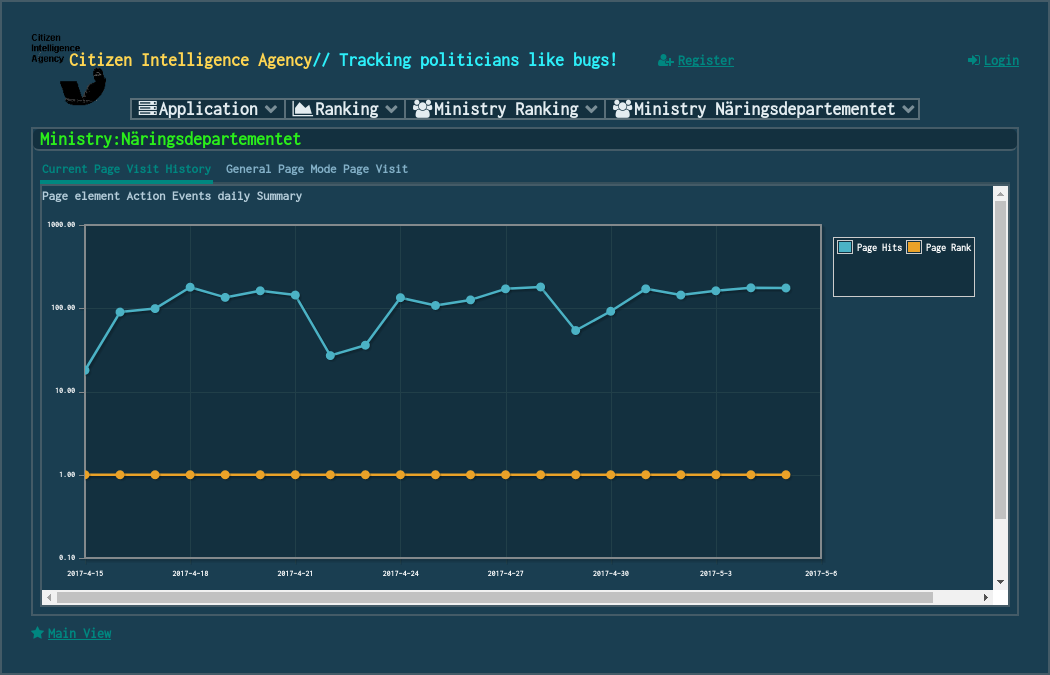 Citizen
Intelligence
Agency
Citizen Intelligence Agency// Tracking politicians like bugs!
Register
Login
Application
Ranking
Ministry Ranking
Ministry Näringsdepartementet
Ministry:Näringsdepartementet
Current Page Visit History
General Page Mode Page Visit
Page element Action Events daily Summary
1000.00
100.00
10.00
1.00
0.10
2017-4-15
2017-4-18
2017-4-21
2017-4-24
2017-4-27
2017-4-30
2017-5-3
2017-5-6
Page Hits
Page Rank
Main View